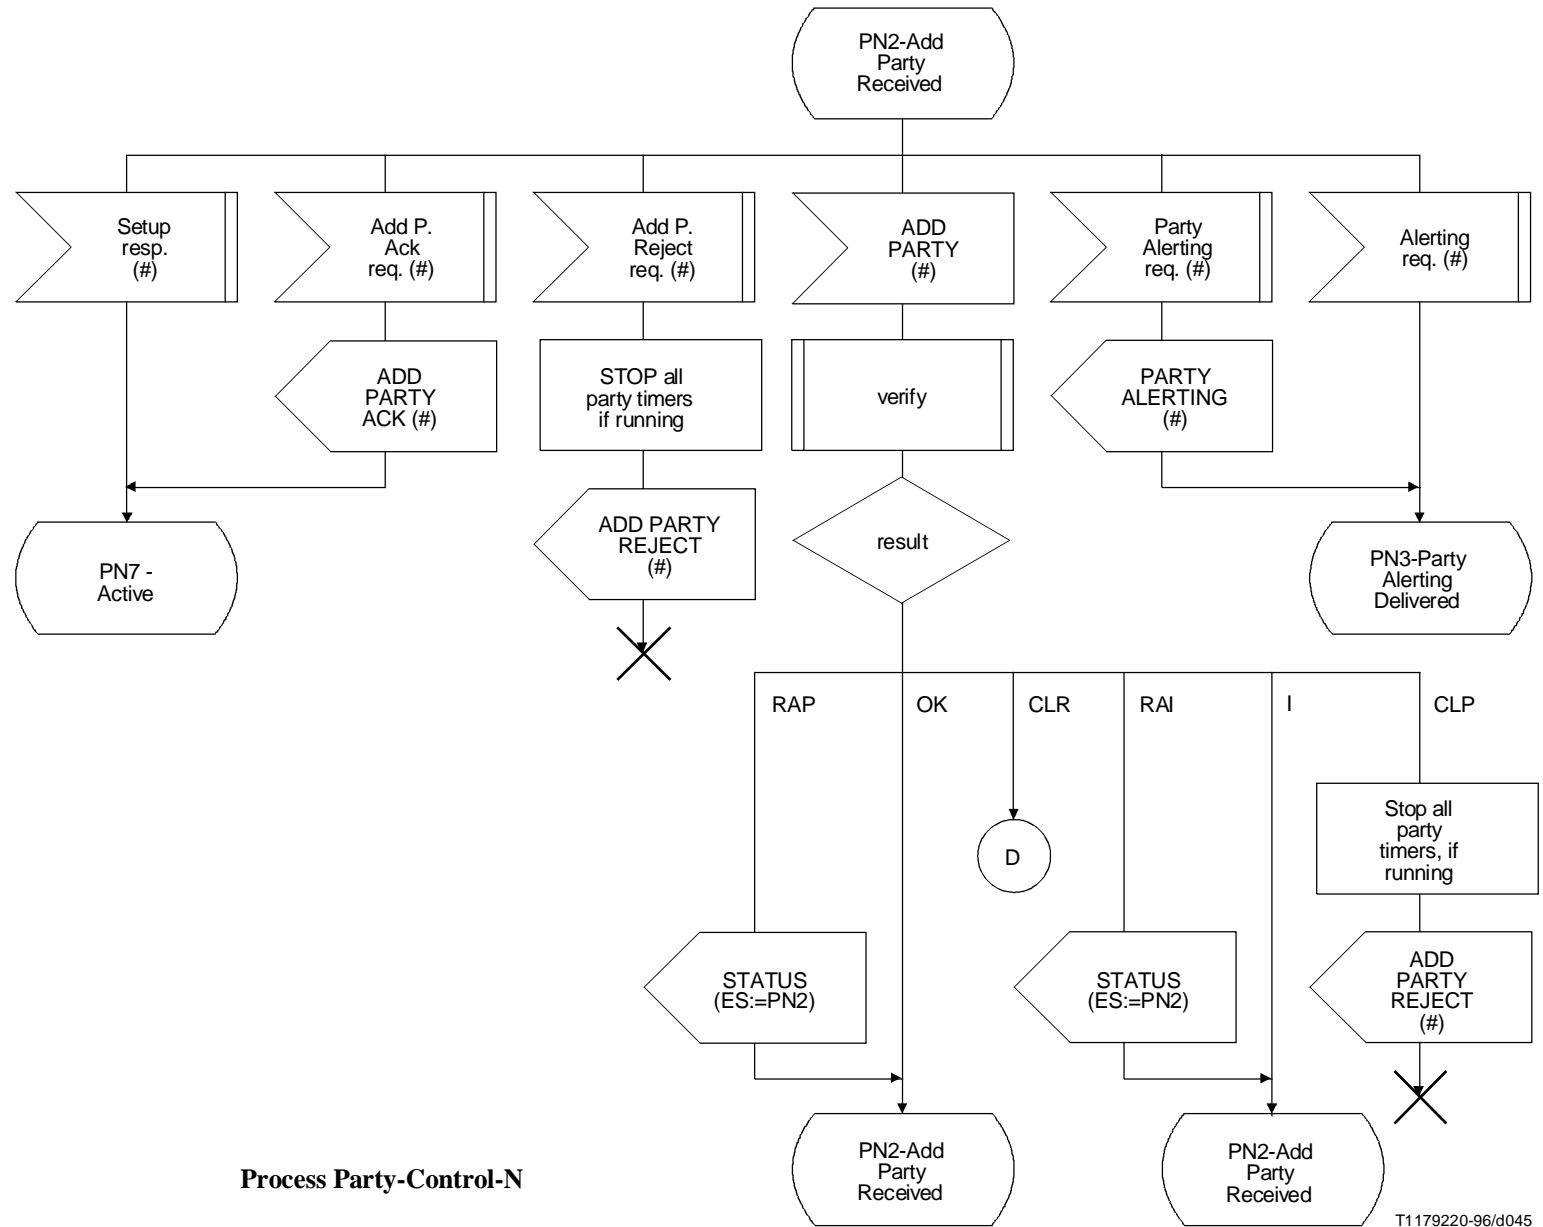 PN2-Add
Party
Received
Setup
resp.
(#)
Add P.
Ack
req. (#)
Add P.
Reject
req. (#)
ADD
PARTY
(#)
Party
Alerting
req. (#)
Alerting
req. (#)
ADD
PARTY
ACK (#)
STOP all
party timers
if running
verify
PARTY
ALERTING
(#)
PN7 -
Active
ADD PARTY
REJECT
(#)
result
PN3-Party
Alerting
Delivered
RAP
OK
CLR
RAI
I
CLP
D
Stop all
party
timers, if
running
STATUS
(ES:=PN2)
STATUS
(ES:=PN2)
ADD
PARTY
REJECT
(#)
PN2-Add
Party
Received
PN2-Add
Party
Received
Process Party-Control-N
T1179220-96/d045